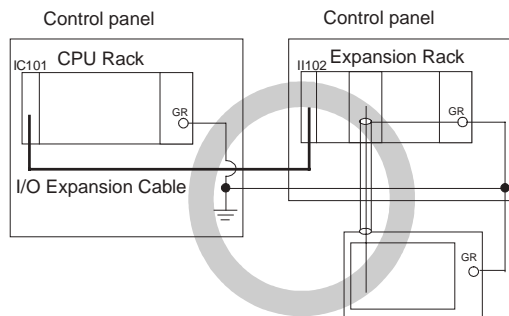 Control panel
Control panel
IC101
CPU Rack
II102
Expansion Rack
GR
GR
I/O Expansion Cable
GR